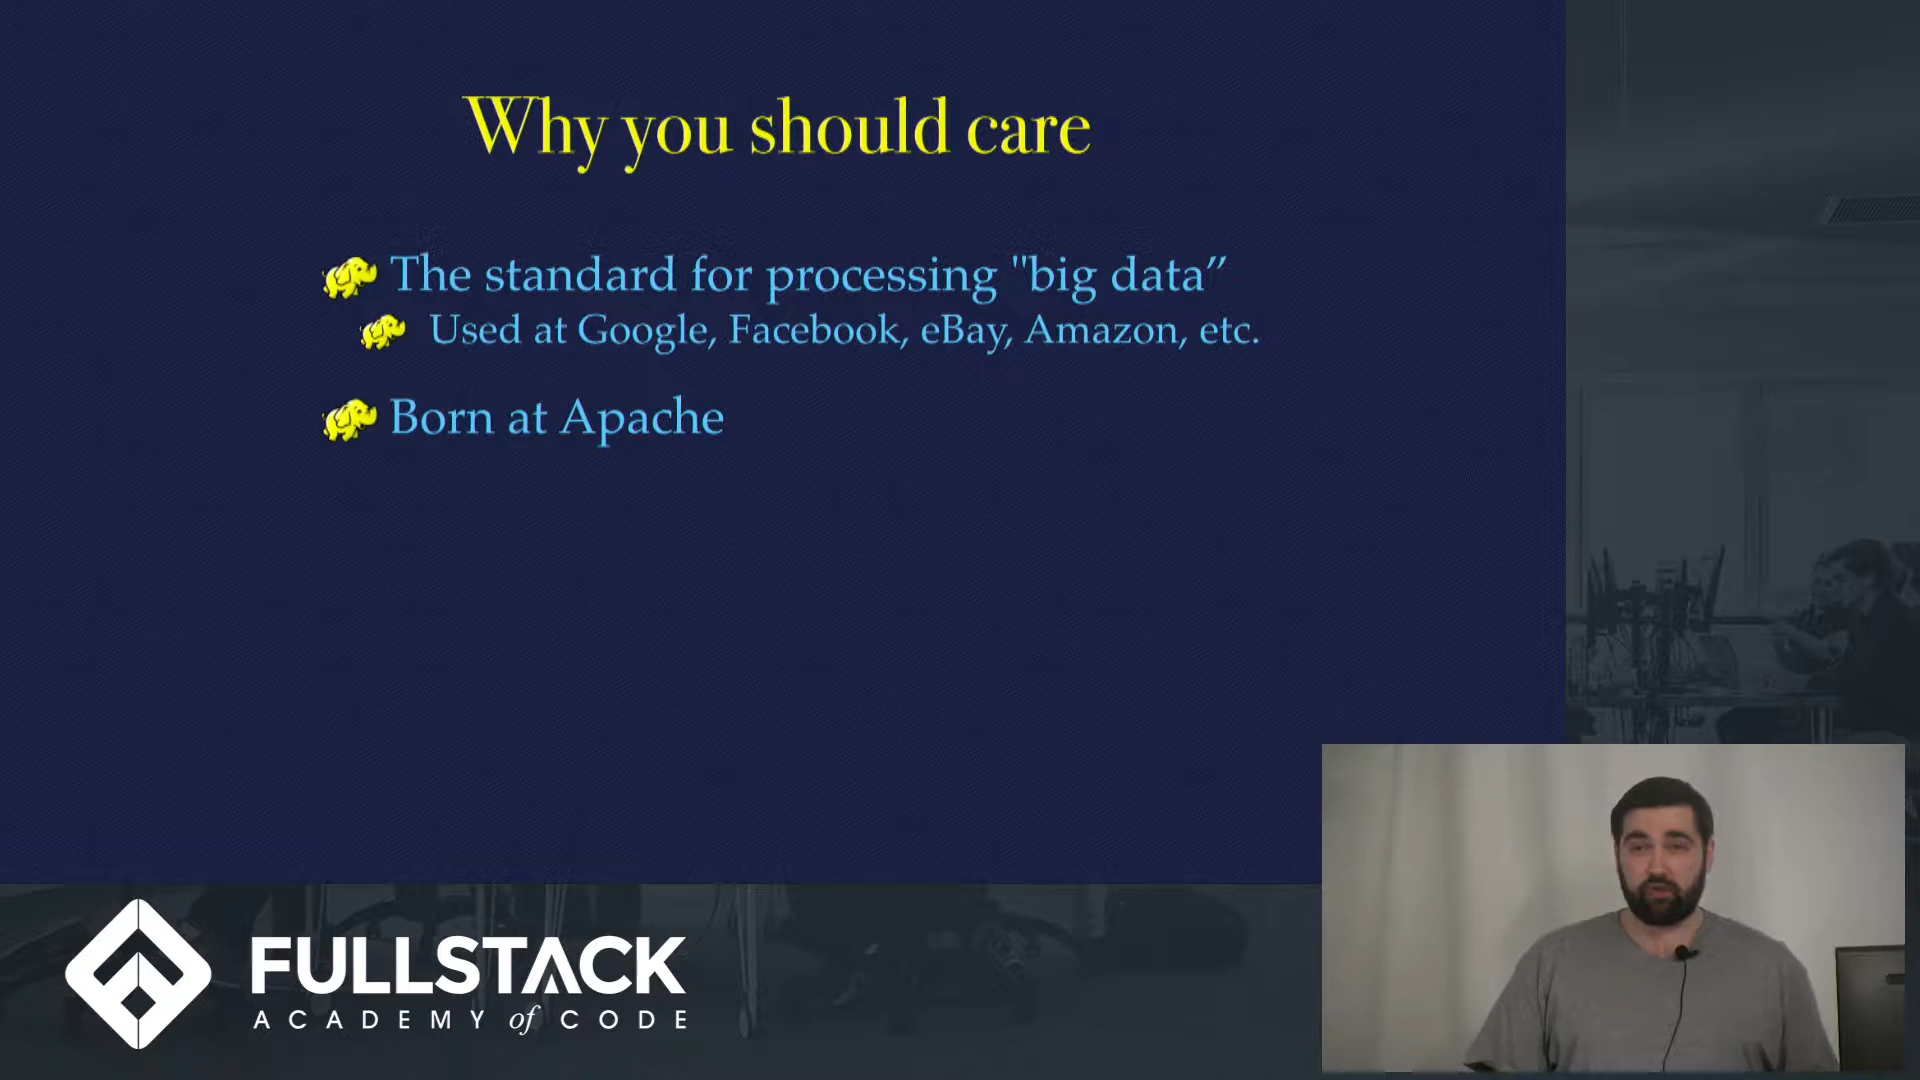 Why you should care
The standard for processing "big data”
Used at Google, Facebook, eBay, Amazon, etc.
Born at Apache
FULLSTACK
ACADEMY of CODE